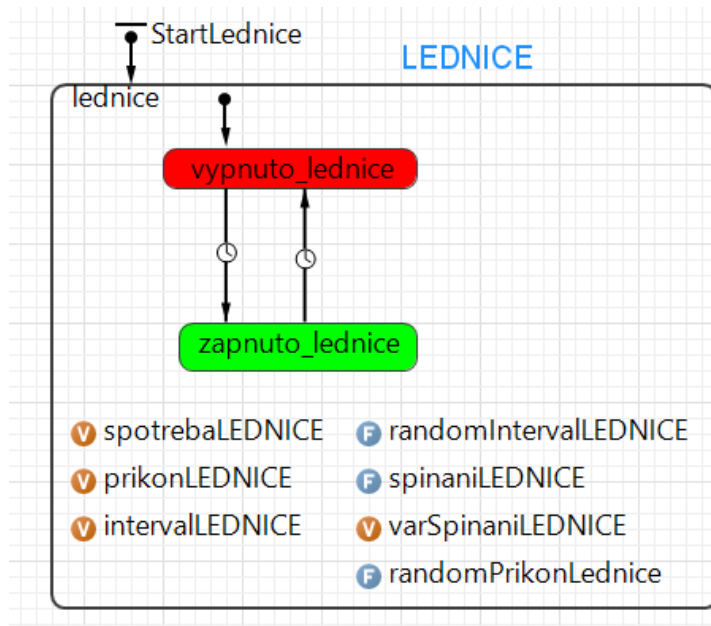 StartLednice
LEDNICE
lednice
vypnuto_lednice
zapnuto_lednice
V spotrebaLEDNICE
F randomIntervalLEDNICE
V prikonLEDNICE
F spinaniLEDNICE
V intervalLEDNICE
V varSpinaniLEDNICE
F randomPrikonLednice